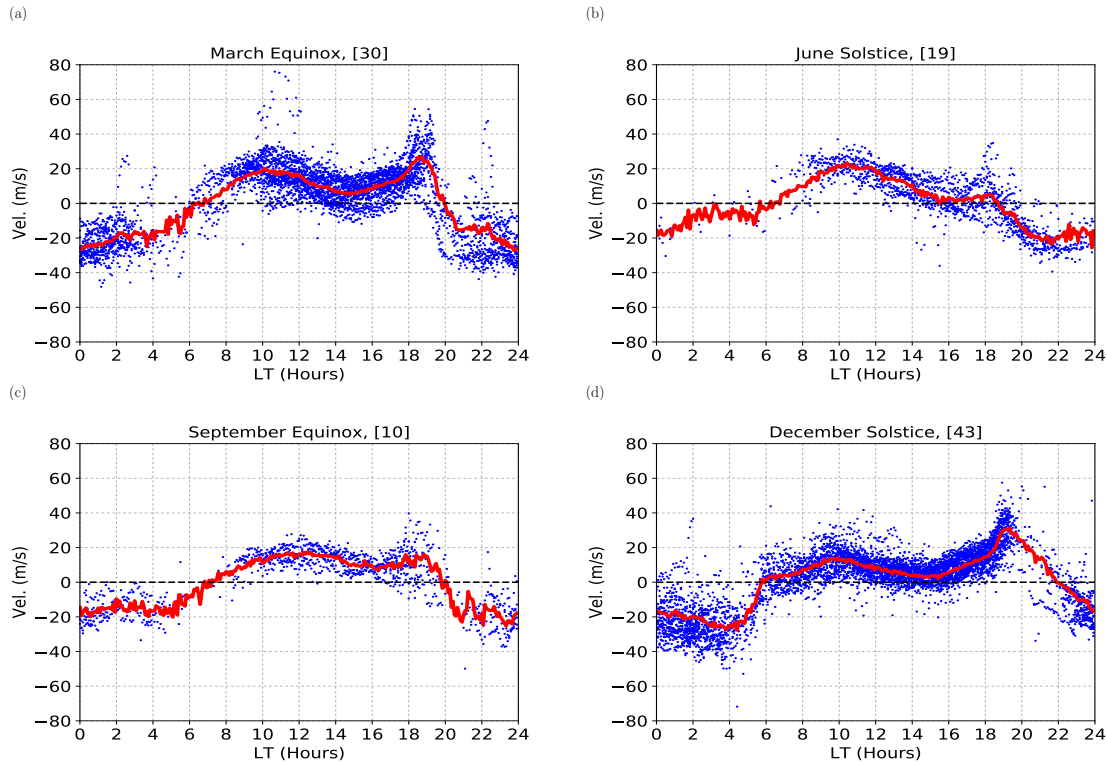 (a)
March Equinox, [30]
80
60
40
20
0
−20
−40
−60
−80
Vel. (m/s)
0 2 4 6 8 10 12 14 16 18 20 22 24
LT (Hours)
(b)
June Solstice, [19]
80
60
40
20
0
−20
−40
−60
−80
Vel. (m/s)
0 2 4 6 8 10 12 14 16 18 20 22 24
LT (Hours)
(c)
September Equinox, [10]
80
60
40
20
0
−20
−40
−60
−80
Vel. (m/s)
0 2 4 6 8 10 12 14 16 18 20 22 24
LT (Hours)
(d)
December Solstice, [43]
80
60
40
20
0
−20
−40
−60
−80
Vel. (m/s)
0 2 4 6 8 10 12 14 16 18 20 22 24
LT (Hours)